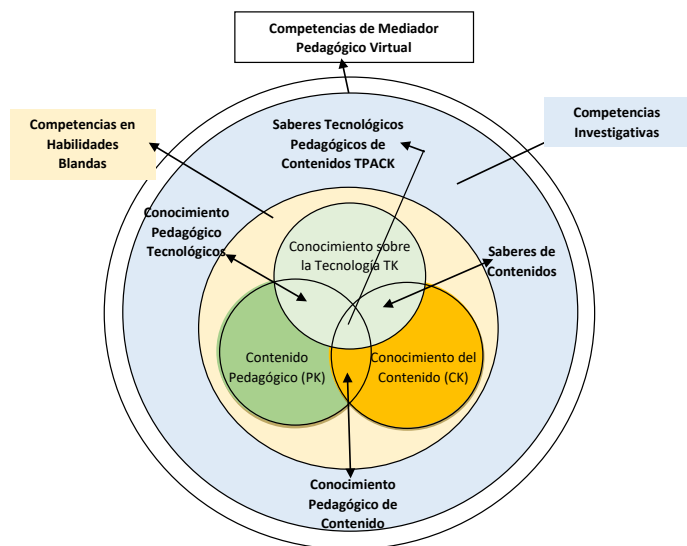 Competencias de Mediador
Pedagógico Virtual
Competencias en
Habilidades
Blandas
Saberes Tecnológicos
Pedagógicos de
Contenidos TPACK
Competencias
Investigativas
Conocimiento
Pedagógico
Tecnológicos
Conocimiento sobre
la Tecnología TK
Saberes de
Contenidos
Contenido
Pedagógico (PK)
Conocimiento del
Contenido (CK)
Conocimiento
Pedagógico de
Contenido